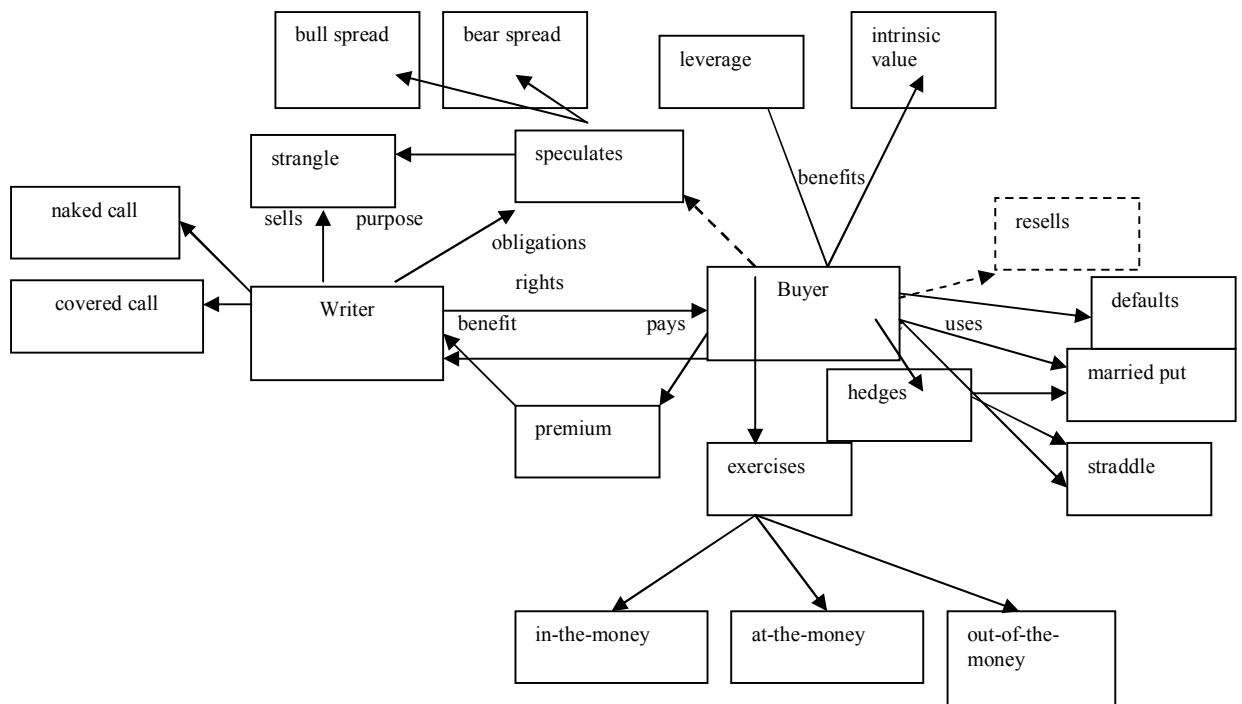 bull spread
bear spread
leverage
intrinsic
value
strangle
speculates
benefits
naked call
sells
purpose
resells
obligations
rights
covered call
Writer
Buyer
defaults
benefit
pays
uses
married put
hedges
premium
exercises
straddle
in-the-money
at-the-money
out-of-the-
money